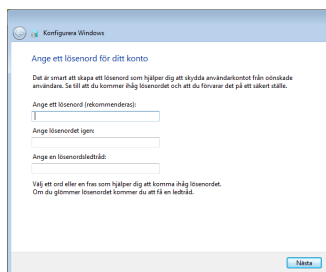 Konfigurera Windows
Ange ett lösenord för ditt konto
Det är smart att skapa ett lösenord som hjälper dig att skydda användarkontot från oönskade
användare. Se till att du kommer ihåg lösenordet och att du förvarar det på ett säkert ställe.
Ange ett lösenord (rekommenderas):
Ange lösenordet igen:
Ange en lösenordsledtråd:
Välj ett ord eller en fras som hjälper dig att komma ihåg lösenordet.
Om du glömmer lösenordet kommer du att få en ledtråd.
Nästa